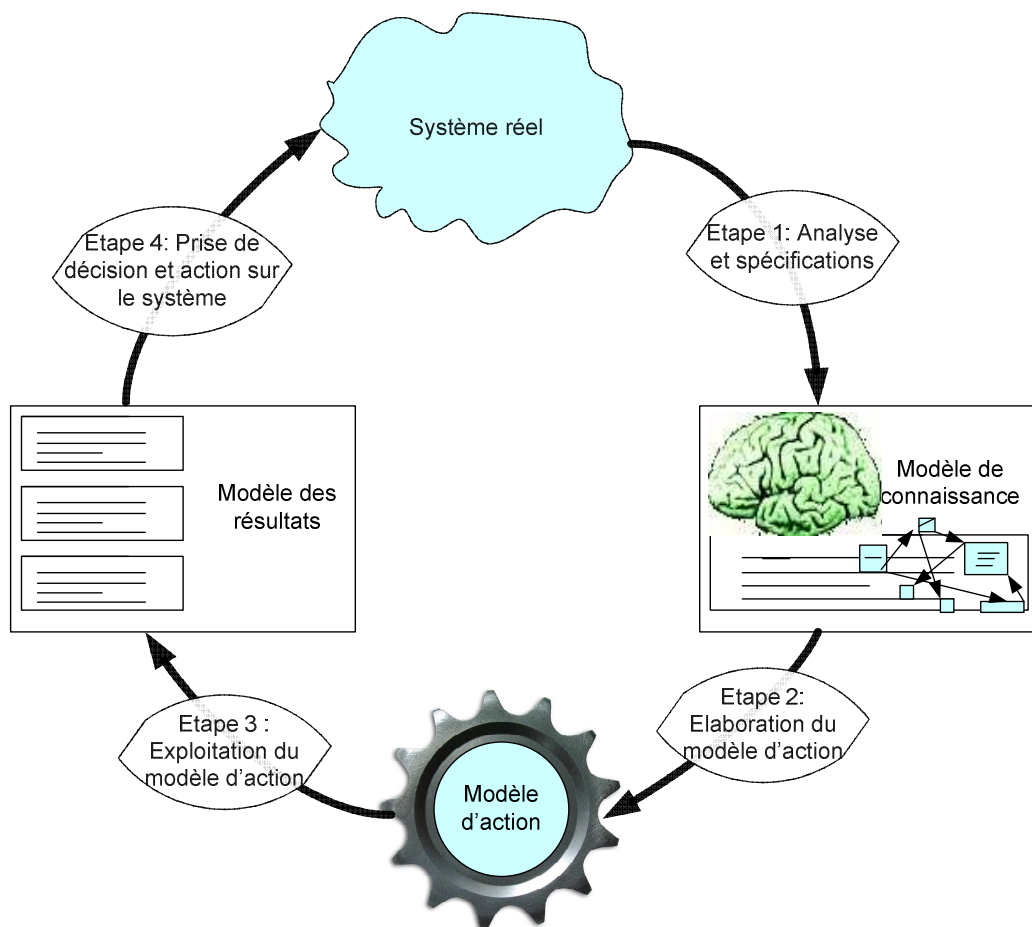 Système réel
Etape 1: Analyse
et spécifications
Modèle de
connaissance
Etape 2:
Elaboration du
modèle d'action
Modèle
d'action
Etape 3 :
Exploitation du
modèle d'action
Modèle des
résultats
Etape 4: Prise de
décision et action sur
le système